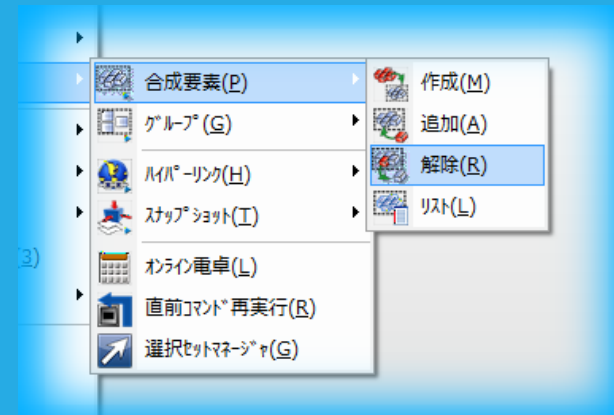 合成要素(P)
ｸﾞﾙｰﾌﾟ(G)
ﾊｲﾊﾟｰﾘﾝｸ(H)
ｽﾅｯﾌﾟｼｮｯﾄ(T)
ｵﾝﾗｲﾝ電卓(L)
直前ｺﾏﾝﾄﾞ再実行(R)
選択ｾｯﾄﾏﾈｰｼﾞｬ(G)
作成(M)
追加(A)
解除(R)
ﾘｽﾄ(L)
(3)